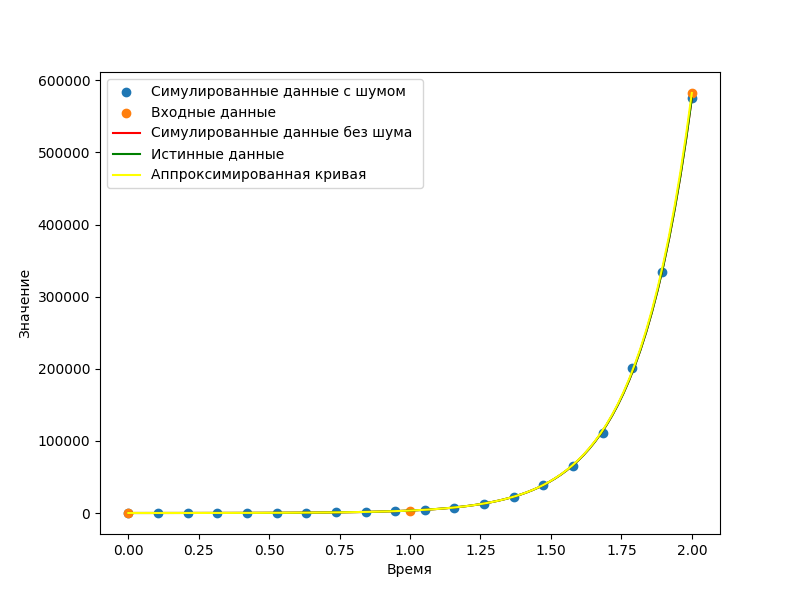 600000
500000
400000
300000
200000
100000
0
Значение
Симулированные данные с шумом
Входные данные
Симулированные данные без шума
Истинные данные
Аппроксимированная кривая
0.00 0.25 0.50 0.75 1.00 1.25 1.50 1.75 2.00
Время